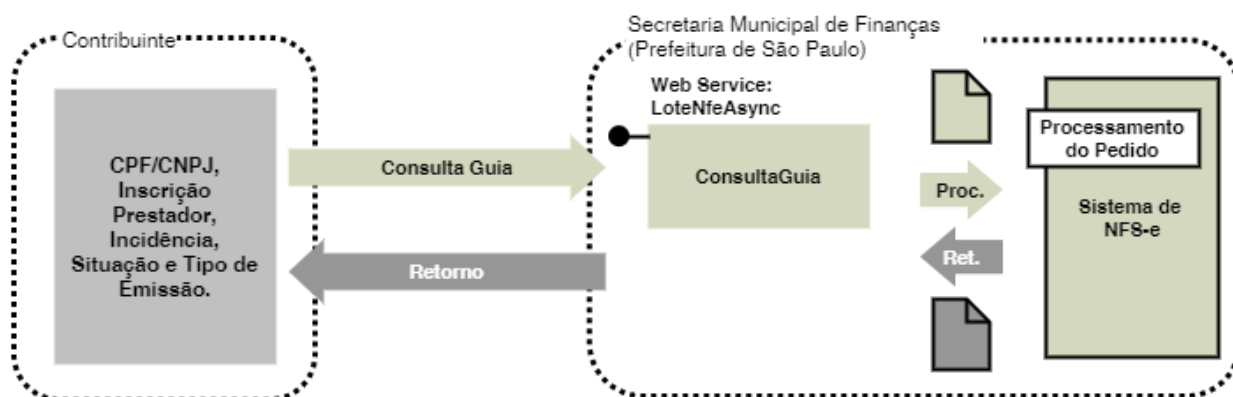 Contribuinte
CPF/CNPJ,
Inscrição
Prestador,
Incidência,
Situação e Tipo de
Emissão.
Consulta Guia
Retorno
Secretaria Municipal de Finanças
(Prefeitura de São Paulo)
Web Service:
LoteNfeAsync
ConsultaGuia
Proc.
Ret.
Processamento
do Pedido
Sistema de
NFS-e